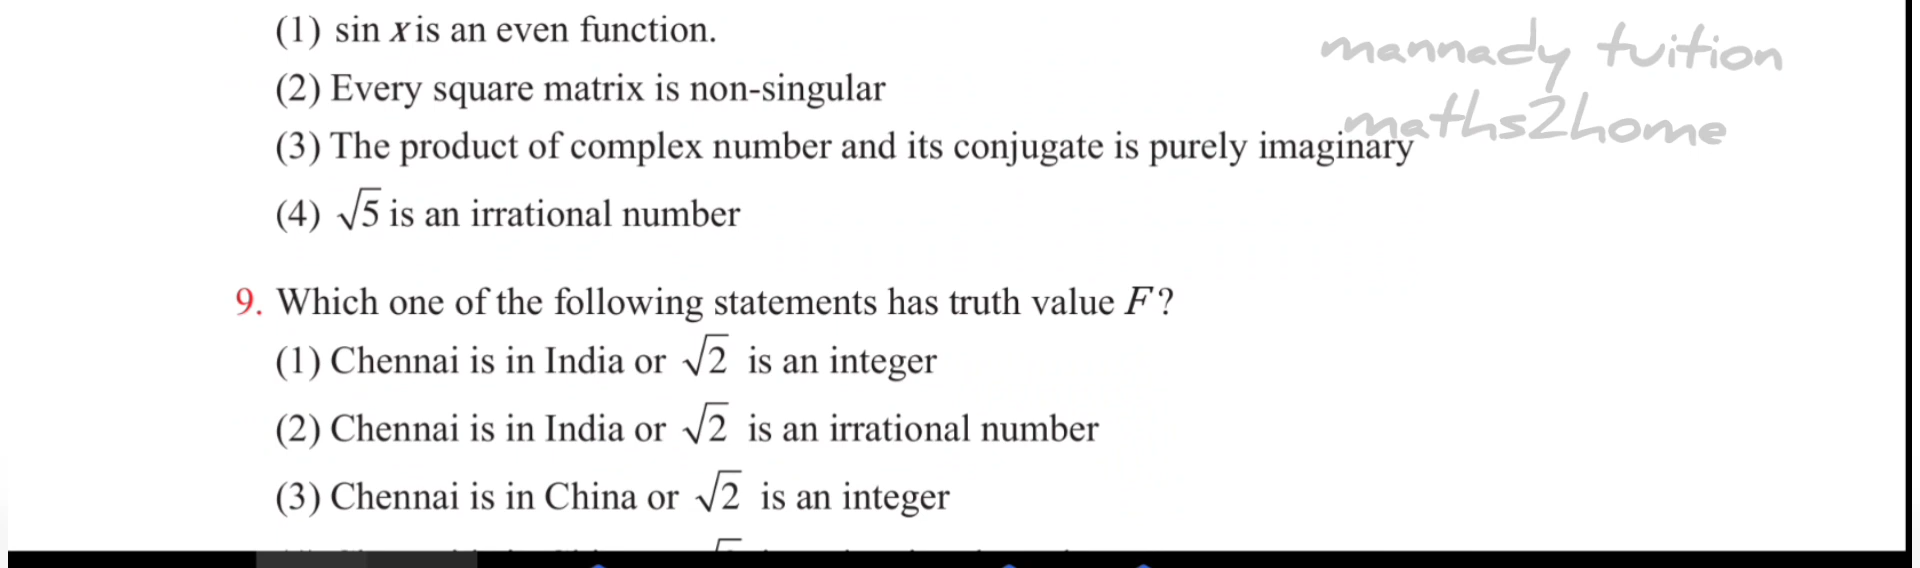 (1) sin x is an even function.
mannady tuition
(2) Every square matrix is non-singular
maths2home
(3) The product of complex number and its conjugate is purely imaginary
(4) √5 is an irrational number
9. Which one of the following statements has truth value F?
(1) Chennai is in India or √2 is an integer
(2) Chennai is in India or √2 is an irrational number
(3) Chennai is in China or √2 is an integer